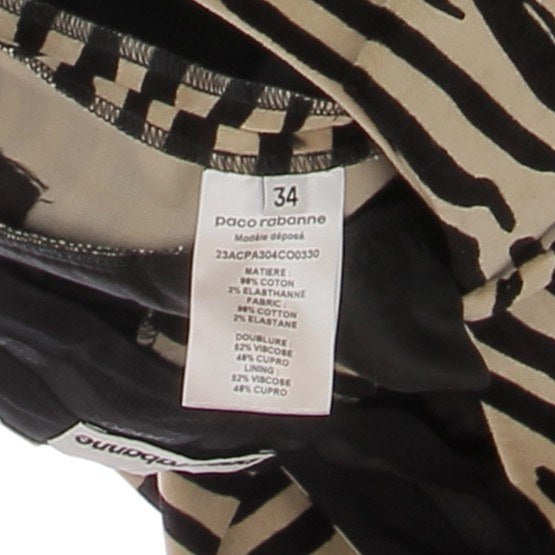 34
paco rabanne
Modèle déposé
23ACPA304CO0330
MATIERE :
98% COTON
2% ELASTHANNE
FABRIC :
98% COTTON
2% ELASTANE
DOUBLURE :
52% VISCOSE
48% CUPRO
LINING :
52% VISCOSE
48% CUPRO
rabanne